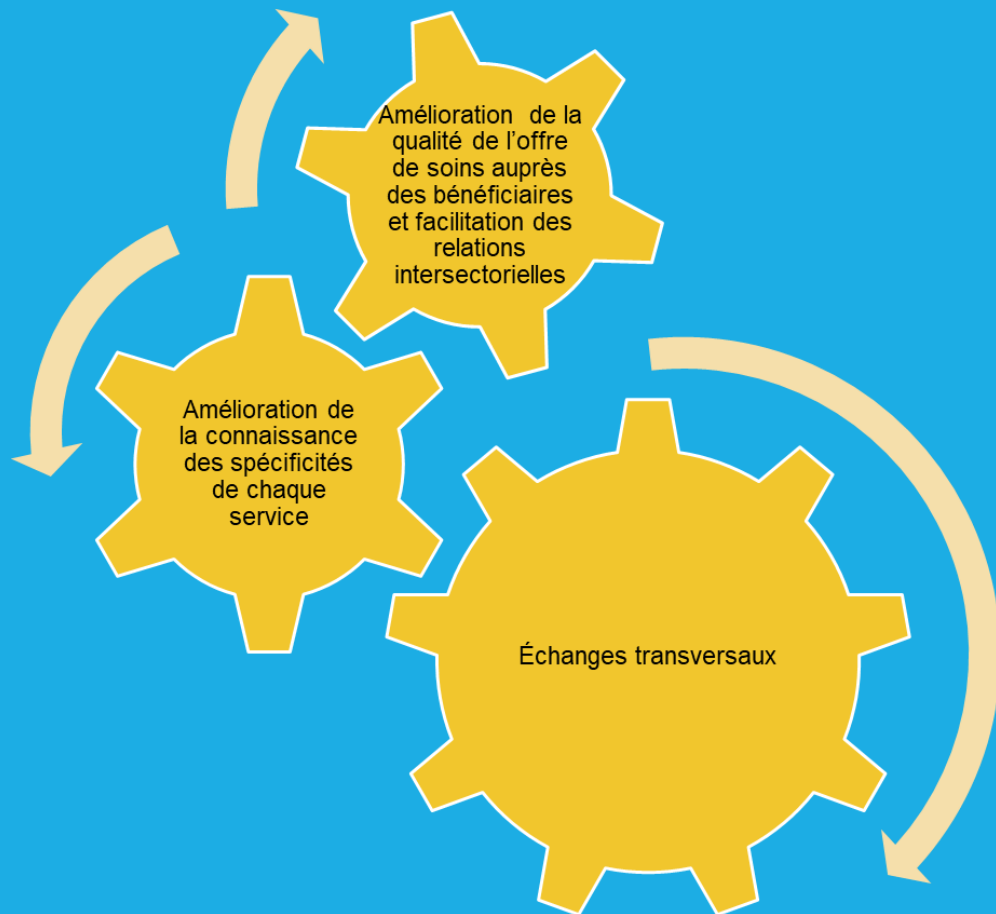 Amélioration de la
qualité de l’offre
de soins auprès
des bénéficiaires
et facilitation des
relations
intersectorielles
Amélioration de
la connaissance
des spécificités
de chaque
service
Échanges transversaux